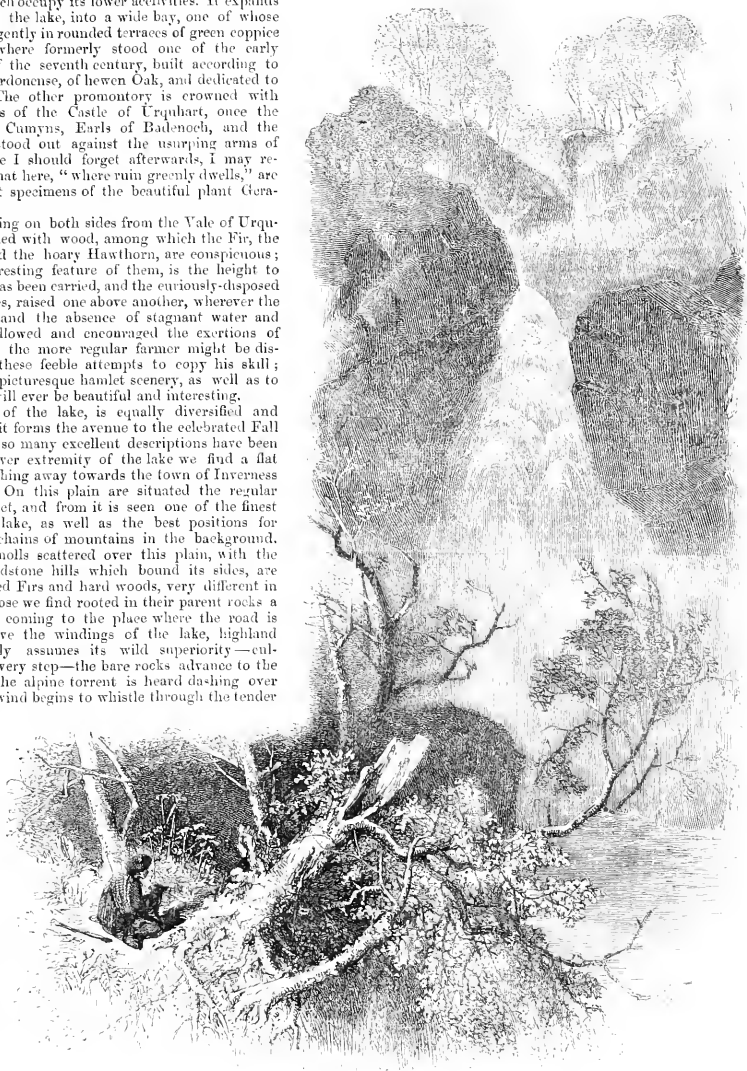 occupy its lower acclivities. It expands
the lake, into a wide bay, one of whose
gently in rounded terraces of green coppice
where formerly stood one of the early
the seventh century, built according to
rdonense, of hewen Oak, and dedicated to
The other promontory is crowned with
s of the Castle of Urquhart, once the
Cumyns, Earls of Badenoch, and the
stood out against the usurping arms of
e I should forget afterwards, I may re-
hat here, “where ruin greenly dwells,” are
t specimens of the beautiful plant Gera-
ing on both sides from the Vale of Urqu-
ed with wood, among which the Fir, the
d the hoary Hawthorn, are conspicuous;
resting feature of them, is the height to
as been carried, and the curiously-disposed
s, raised one above another, wherever the
and the absence of stagnant water and
llowed and encouraged the exertions of
the more regular farmer might be dis-
these feeble attempts to copy his skill;
picturesque hamlet scenery, as well as to
ill ever be beautiful and interesting.
of the lake, is equally diversified and
it forms the avenue to the celebrated Fall
so many excellent descriptions have been
ver extremity of the lake we find a flat
hing away towards the town of Inverness
On this plain are situated the regular
et, and from it is seen one of the finest
lake, as well as the best positions for
chains of mountains in the background.
nolls scattered over this plain, with the
dstone hills which bound its sides, are
ed Firs and hard woods, very different in
ose we find rooted in their parent rocks a
coming to the place where the road is
ve the windings of the lake, highland
ly assumes its wild superiority—cul-
very step—the bare rocks advance to the
he alpine torrent is heard dashing over
wind begins to whistle through the tender